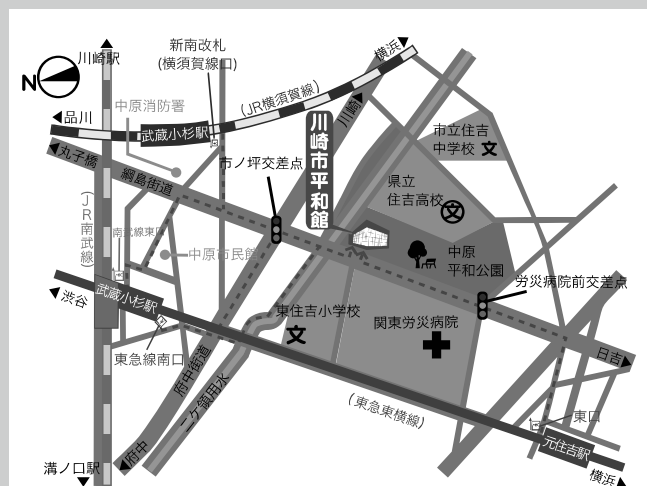 川崎駅
新南改札
(横須賀線口)
横浜
N
品川
中原消防署
武蔵小杉駅
(JR横須賀線)
川崎
川崎市平和館
市立住吉
中学校
文
丸子橋
綱島街道
市ノ坪交差点
県立
住吉高校
文
(JR南武線)
南武線東口
中原市民館
中原
平和公園
労災病院前交差点
渋谷
武蔵小杉駅
東住吉小学校
文
関東労災病院
東急線南口
府中街道
二ケ領用水
日吉
(東急東横線)
東口
元住吉駅
溝ノ口駅
府中
横浜